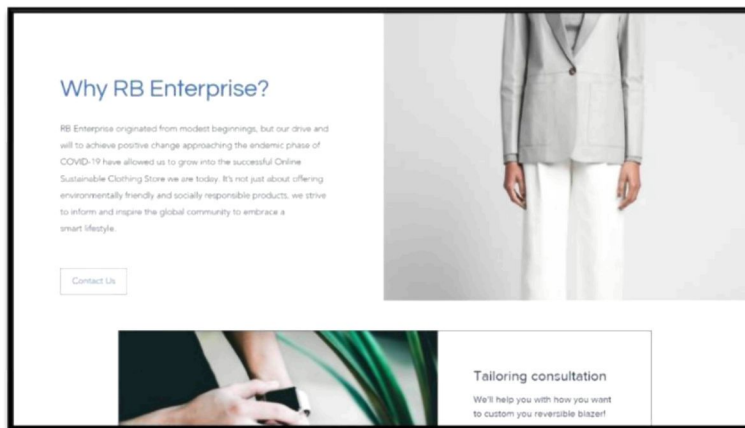 Why RB Enterprise?
RB Enterprise originated from modest beginnings, but our drive and
will to achieve positive change approaching the endemic phase of
COVID-19 have allowed us to grow into the successful Online
Sustainable Clothing Store we are today. It's not just about offering
environmentally friendly and socially responsible products, we strive
to inform and inspire the global community to embrace a
smart lifestyle.
Contact Us
Tailoring consultation
We'll help you with how you want
to custom you reversible blazer!